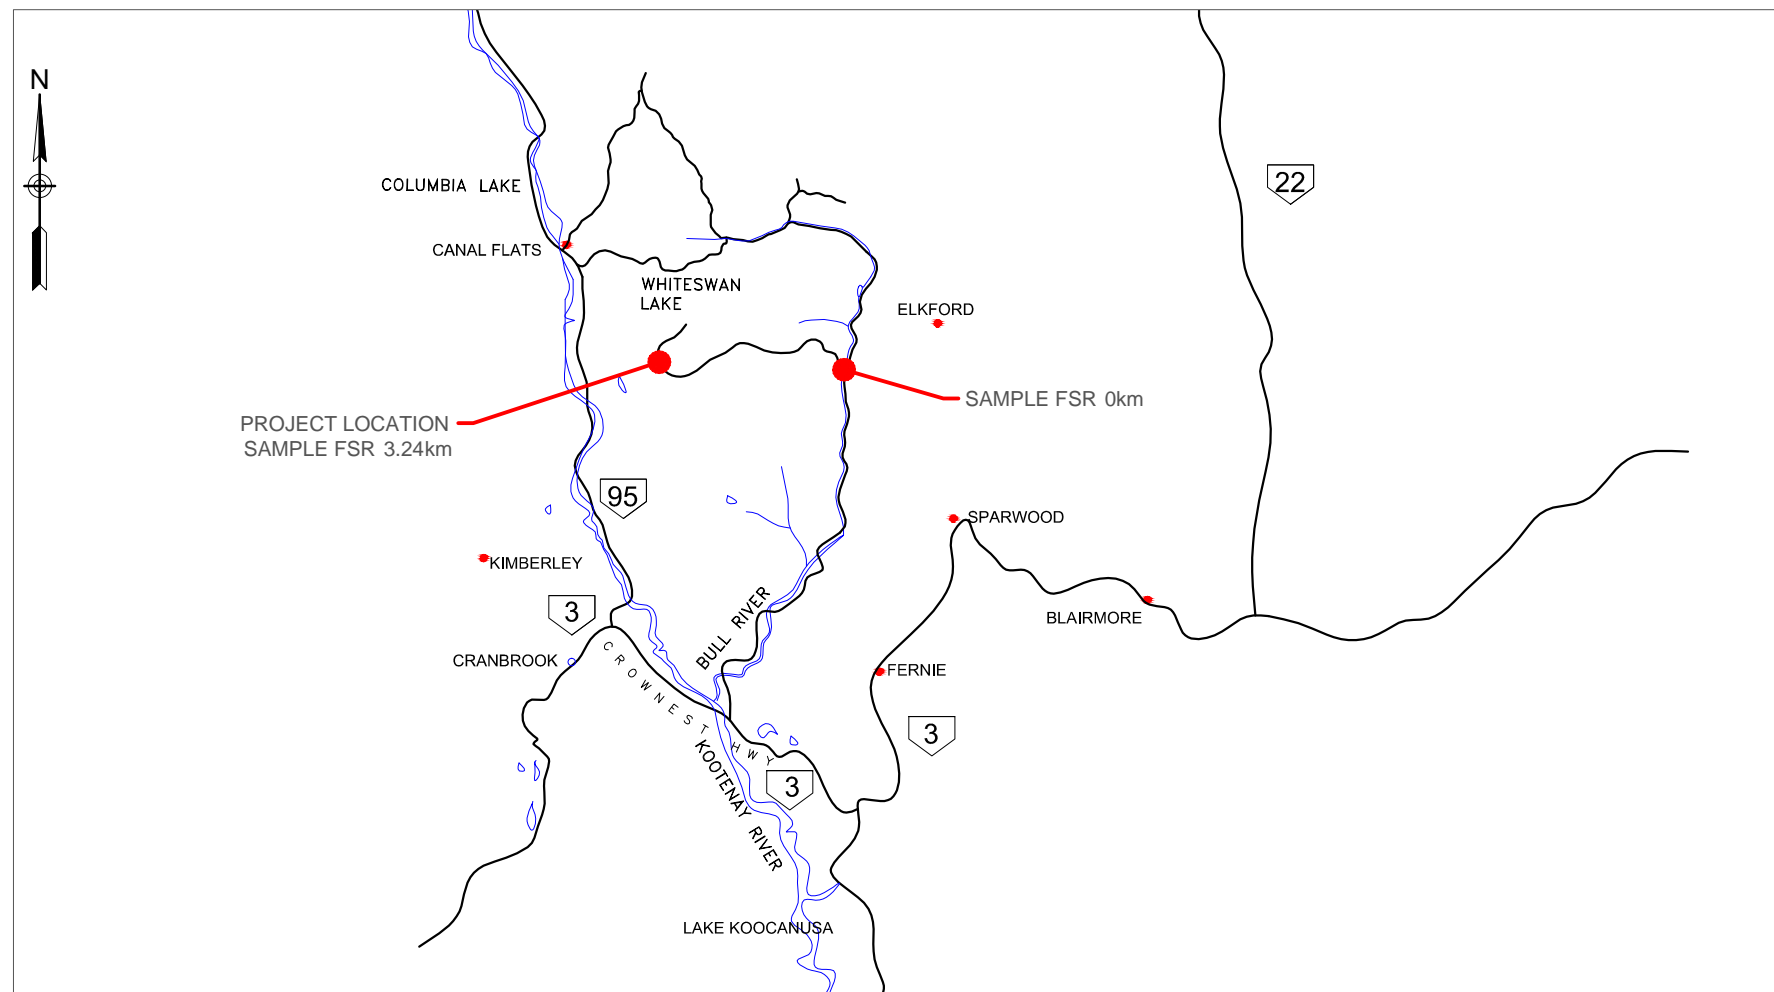 N
22
COLUMBIA LAKE
CANAL FLATS
WHITESWAN
LAKE
ELKFORD
SAMPLE FSR 0km
PROJECT LOCATION
SAMPLE FSR 3.24km
95
SPARWOOD
KIMBERLEY
3
BLAIRMORE
BULL RIVER
CRANBROOK
FERNIE
CROWNEST HWY
3
KOOTENAY RIVER
3
LAKE KOOCANUSA